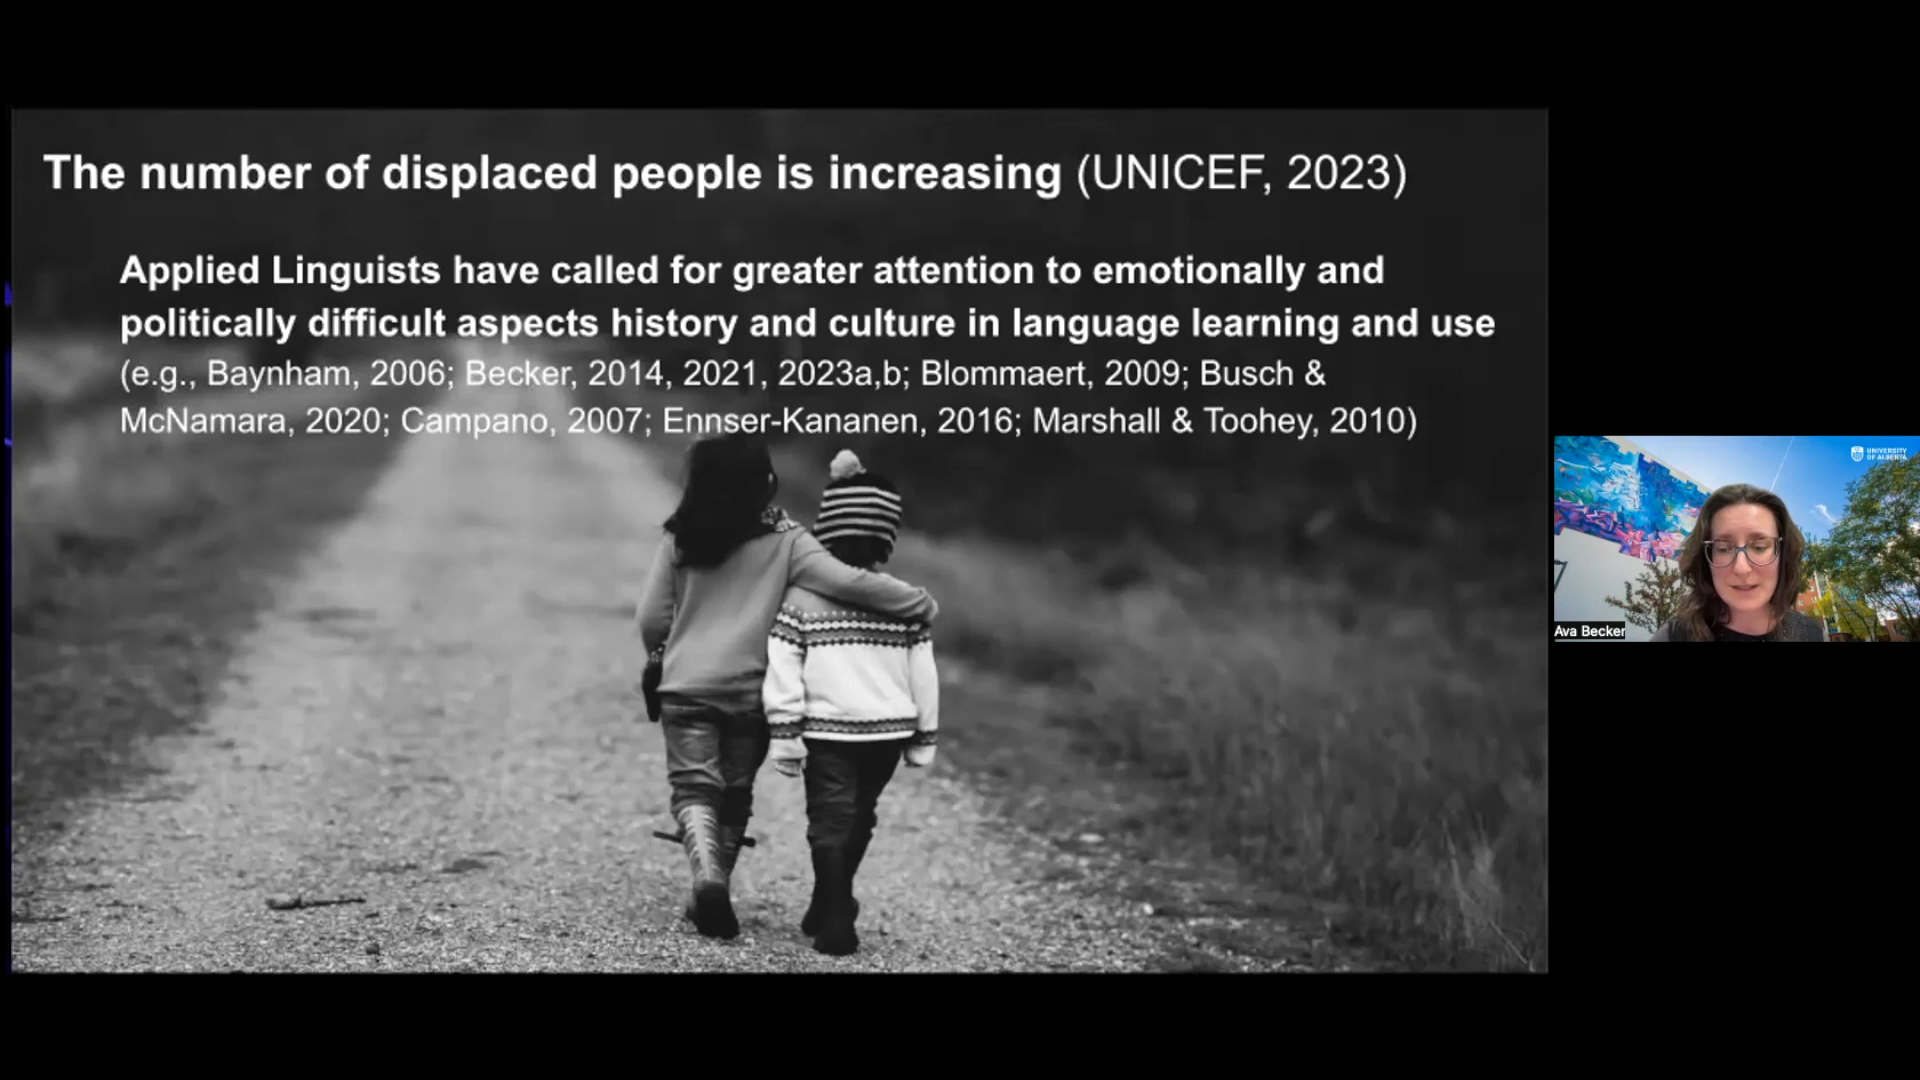 The number of displaced people is increasing (UNICEF, 2023)
Applied Linguists have called for greater attention to emotionally and
politically difficult aspects history and culture in language learning and use
(e.g., Baynham, 2006; Becker, 2014, 2021, 2023a,b; Blommaert, 2009; Busch &
McNamara, 2020; Campano, 2007; Ennser-Kananen, 2016; Marshall & Toohey, 2010)
UNIVERSITY
OF ALBERTA
Ava Becker